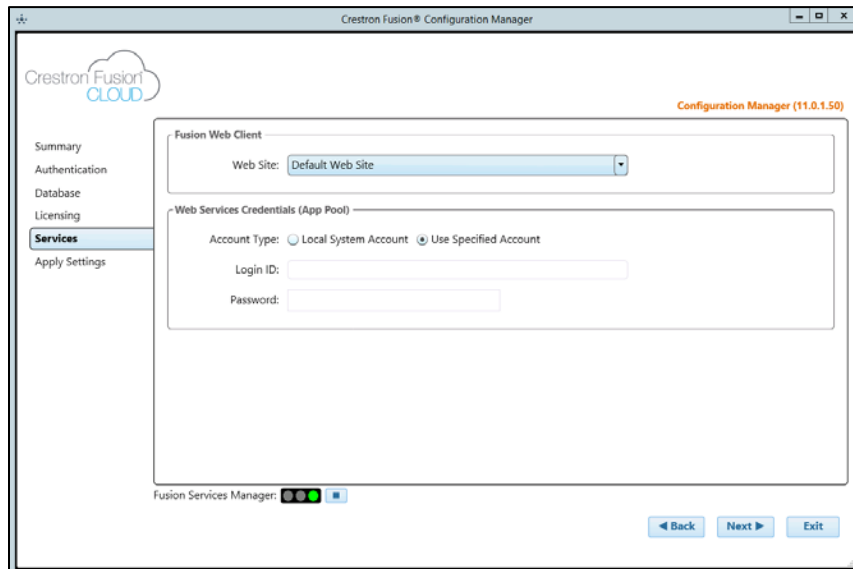 Crestron Fusion® Configuration Manager
Crestron Fusion
CLOUD
Configuration Manager (11.0.1.50)
Summary
Authentication
Database
Licensing
Services
Apply Settings
Fusion Web Client
Web Site: Default Web Site
Web Services Credentials (App Pool)
Account Type: Local System Account Use Specified Account
Login ID:
Password:
Fusion Services Manager:
Back Next Exit